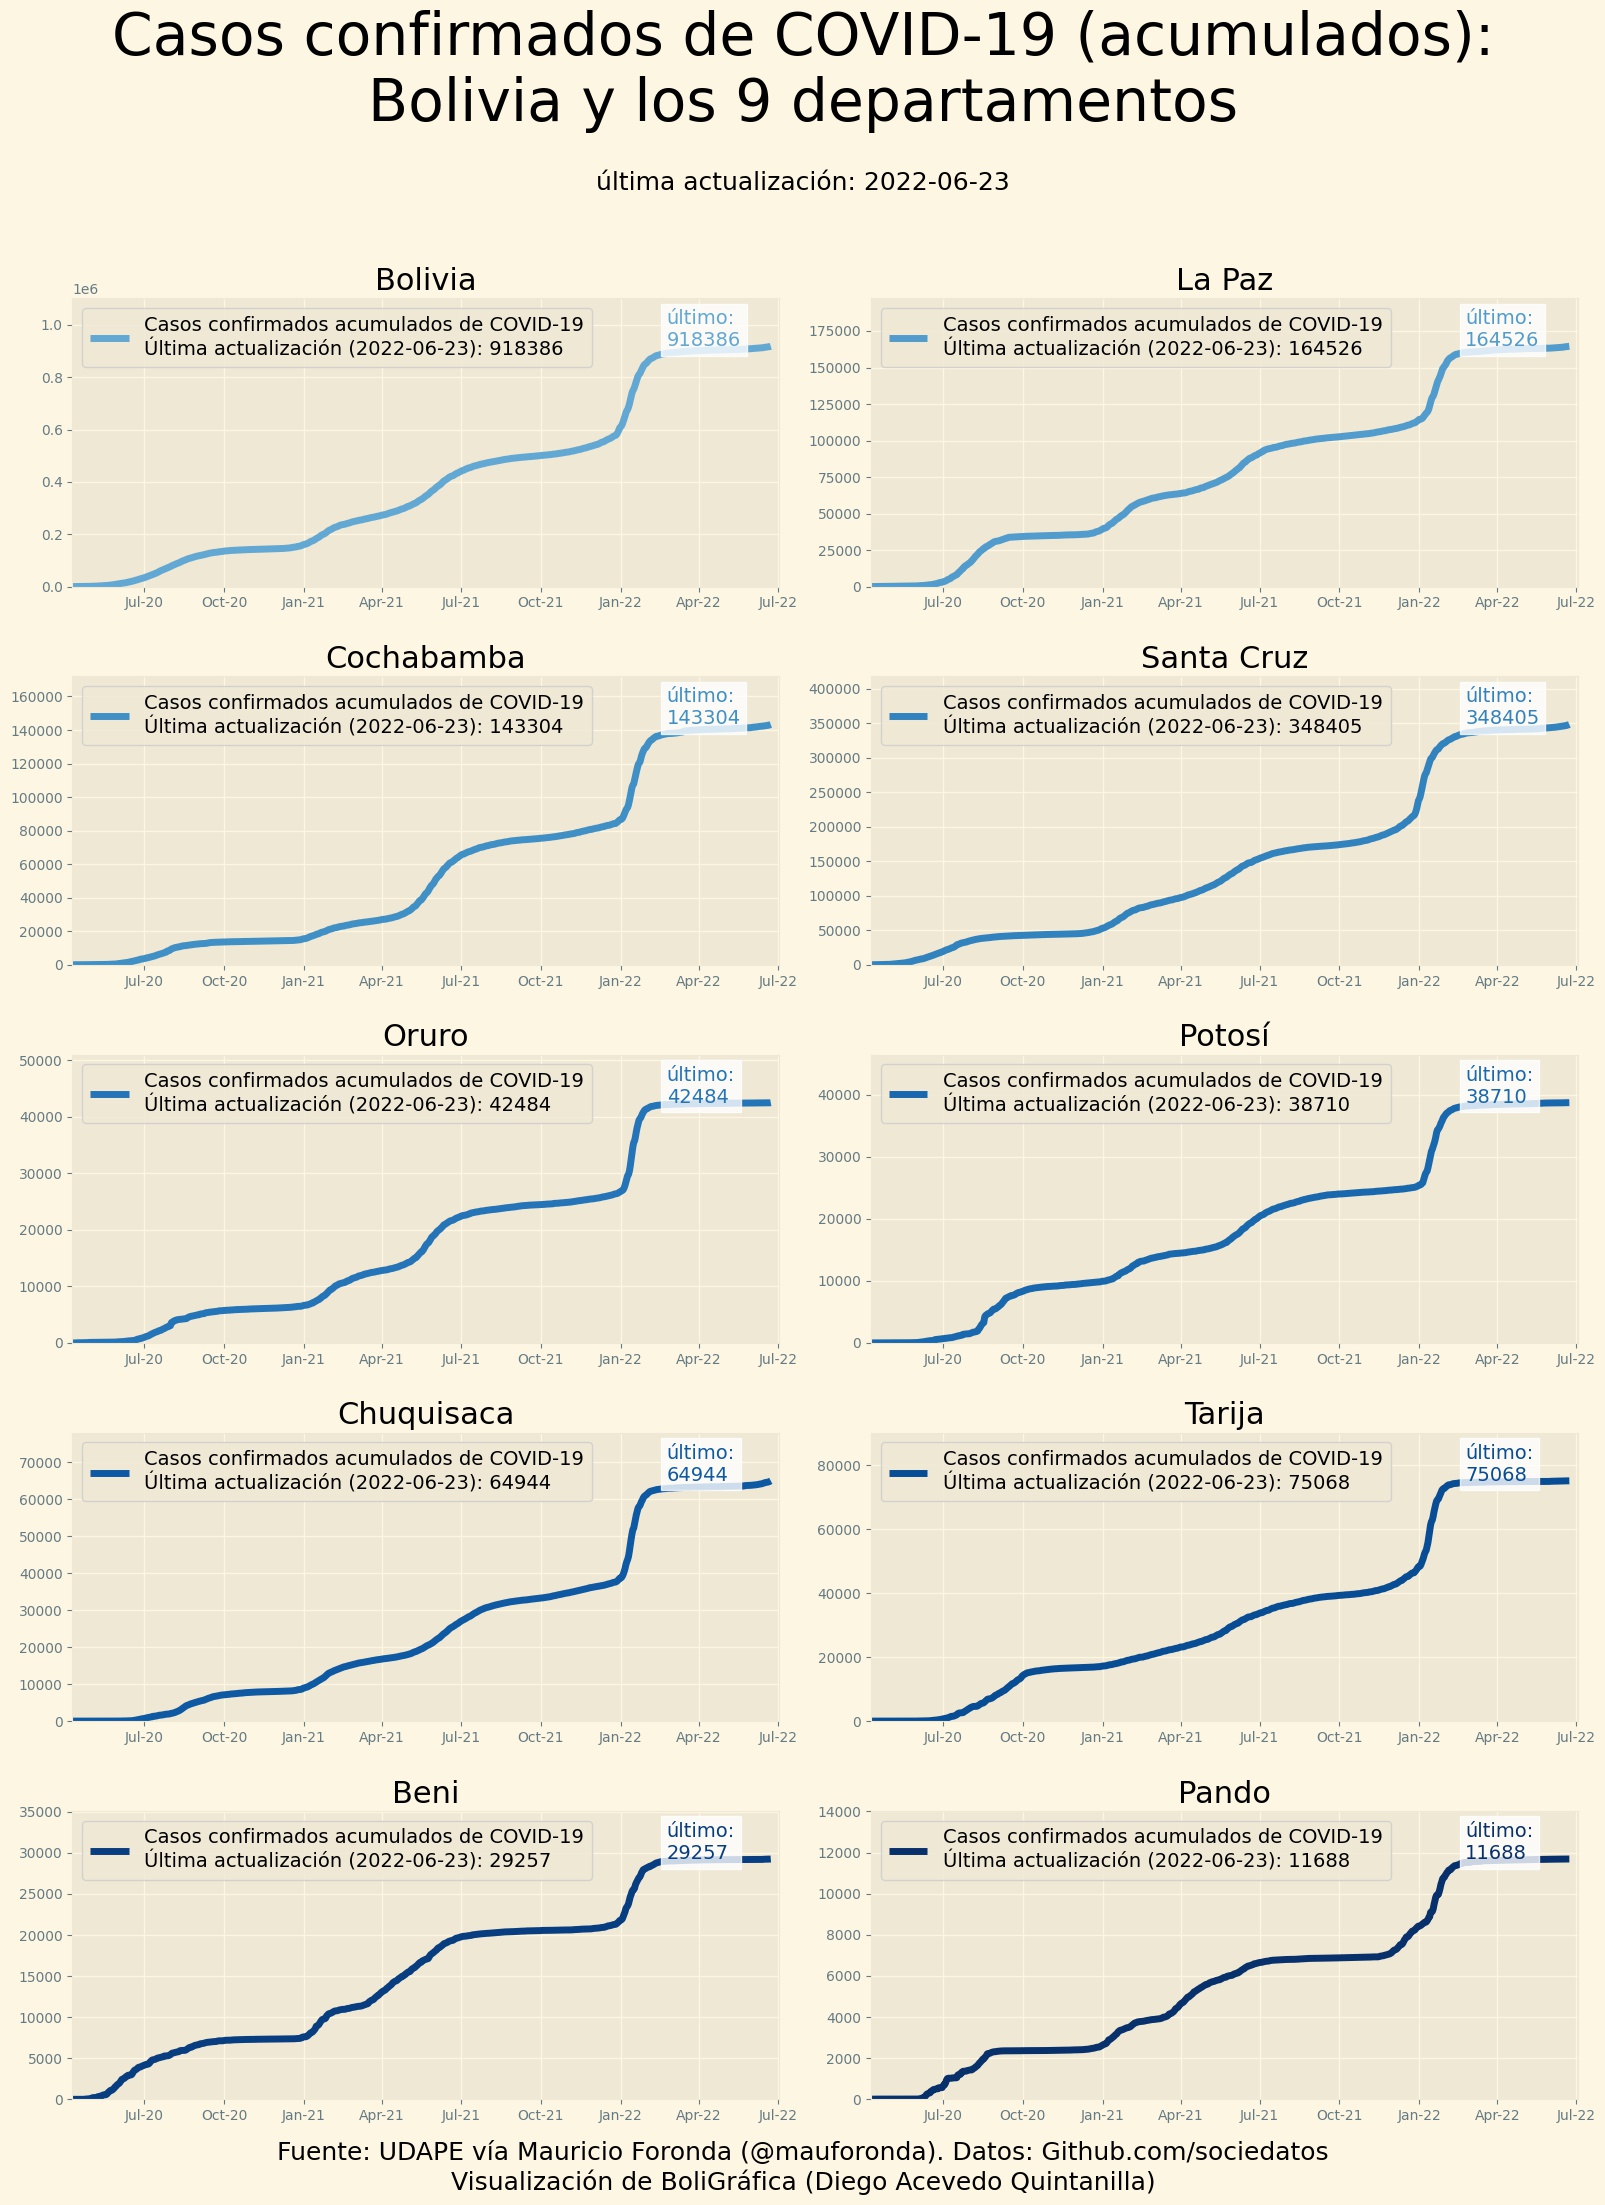 Casos confirmados de COVID-19 (acumulados):
Bolivia y los 9 departamentos
última actualización: 2022-06-23
Bolivia
1e6
1.0
0.8
0.6
0.4
0.2
0.0
Casos confirmados acumulados de COVID-19
Última actualización (2022-06-23): 918386
último:
918386
Jul-20 Oct-20 Jan-21 Apr-21 Jul-21 Oct-21 Jan-22 Apr-22 Jul-22
La Paz
175000
150000
125000
100000
75000
50000
25000
0
Casos confirmados acumulados de COVID-19
Última actualización (2022-06-23): 164526
último:
164526
Jul-20 Oct-20 Jan-21 Apr-21 Jul-21 Oct-21 Jan-22 Apr-22 Jul-22
Cochabamba
160000
140000
120000
100000
80000
60000
40000
20000
0
Casos confirmados acumulados de COVID-19
Última actualización (2022-06-23): 143304
último:
143304
Jul-20 Oct-20 Jan-21 Apr-21 Jul-21 Oct-21 Jan-22 Apr-22 Jul-22
Santa Cruz
400000
350000
300000
250000
200000
150000
100000
50000
0
Casos confirmados acumulados de COVID-19
Última actualización (2022-06-23): 348405
último:
348405
Jul-20 Oct-20 Jan-21 Apr-21 Jul-21 Oct-21 Jan-22 Apr-22 Jul-22
Oruro
50000
40000
30000
20000
10000
0
Casos confirmados acumulados de COVID-19
Última actualización (2022-06-23): 42484
último:
42484
Jul-20 Oct-20 Jan-21 Apr-21 Jul-21 Oct-21 Jan-22 Apr-22 Jul-22
Potosí
40000
30000
20000
10000
0
Casos confirmados acumulados de COVID-19
Última actualización (2022-06-23): 38710
último:
38710
Jul-20 Oct-20 Jan-21 Apr-21 Jul-21 Oct-21 Jan-22 Apr-22 Jul-22
Chuquisaca
70000
60000
50000
40000
30000
20000
10000
0
Casos confirmados acumulados de COVID-19
Última actualización (2022-06-23): 64944
último:
64944
Jul-20 Oct-20 Jan-21 Apr-21 Jul-21 Oct-21 Jan-22 Apr-22 Jul-22
Tarija
80000
60000
40000
20000
0
Casos confirmados acumulados de COVID-19
Última actualización (2022-06-23): 75068
último:
75068
Jul-20 Oct-20 Jan-21 Apr-21 Jul-21 Oct-21 Jan-22 Apr-22 Jul-22
Beni
35000
30000
25000
20000
15000
10000
5000
0
Casos confirmados acumulados de COVID-19
Última actualización (2022-06-23): 29257
último:
29257
Jul-20 Oct-20 Jan-21 Apr-21 Jul-21 Oct-21 Jan-22 Apr-22 Jul-22
Pando
14000
12000
10000
8000
6000
4000
2000
0
Casos confirmados acumulados de COVID-19
Última actualización (2022-06-23): 11688
último:
11688
Jul-20 Oct-20 Jan-21 Apr-21 Jul-21 Oct-21 Jan-22 Apr-22 Jul-22
Fuente: UDAPE vía Mauricio Foronda (@mauforonda). Datos: Github.com/sociedatos
Visualización de BoliGráfica (Diego Acevedo Quintanilla)